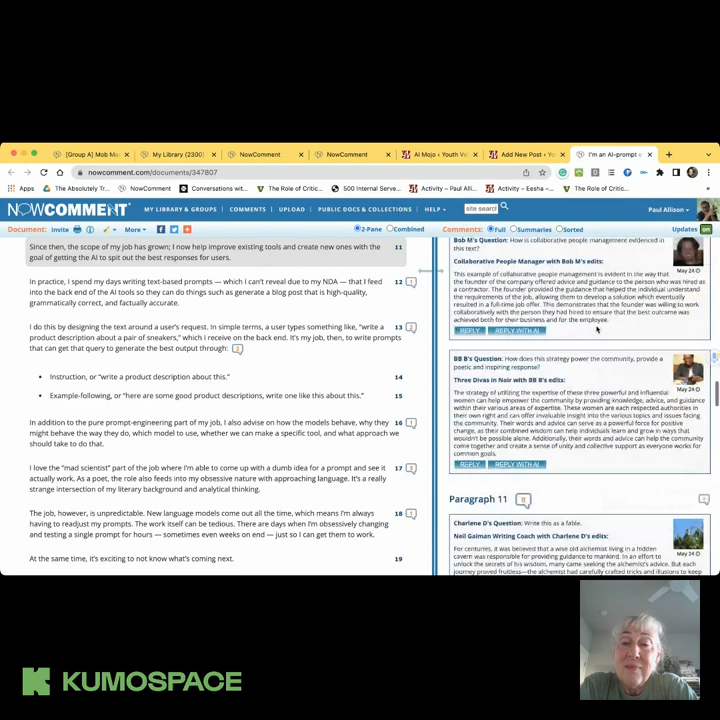 [Group A] Mob M
My Library (2300)
NowComment
NowComment
AI Mojo
Youth V
Add New Post
Yo
I'm an AI-prompt e
nowcomment.com/documents/347807
Apps
The Absolutely Tr...
NowComment
Conversations wit...
The Role of Critic...
500 Internal Serve...
Activity – Paul Alli...
Activity – Eesha –...
The Role of Critic...
NOWCOMMENT
MY LIBRARY & GROUPS
COMMENTS
UPLOAD
PUBLIC DOCS & COLLECTIONS
HELP
site search
Paul Allison
Document: Invite
More
2-Pane
Combined
Comments: Full Summaries Sorted
Updates on
Since then, the scope of my job has grown; I now help improve existing tools and create new ones with the 11
goal of getting the AI to spit out the best responses for users.
In practice, I spend my days writing text-based prompts — which I can't reveal due to my NDA — that I feed 12 1
into the back end of the AI tools so they can do things such as generate a blog post that is high-quality,
grammatically correct, and factually accurate.
I do this by designing the text around a user's request. In simple terms, a user types something like, "write a 13 2
product description about a pair of sneakers," which I receive on the back end. It's my job, then, to write prompts
that can get that query to generate the best output through: 2
• Instruction, or "write a product description about this." 14
• Example-following, or "here are some good product descriptions, write one like this about this." 15
In addition to the pure prompt-engineering part of my job, I also advise on how the models behave, why they 16 1
might behave the way they do, which model to use, whether we can make a specific tool, and what approach we
should take to do that.
I love the "mad scientist" part of the job where I'm able to come up with a dumb idea for a prompt and see it 17 3
actually work. As a poet, the role also feeds into my obsessive nature with approaching language. It's a really
strange intersection of my literary background and analytical thinking.
The job, however, is unpredictable. New language models come out all the time, which means I'm always 18 1
having to readjust my prompts. The work itself can be tedious. There are days when I'm obsessively changing
and testing a single prompt for hours — sometimes even weeks on end — just so I can get them to work.
At the same time, it's exciting to not know what's coming next. 19
Bob M's Question: How is collaborative people management evidenced in
this text?
Collaborative People Manager with Bob M's edits:
May 24
This example of collaborative people management is evident in the way that
the founder of the company offered advice and guidance to the person who was hired as
a contractor. The founder provided the guidance that helped the individual understand
the requirements of the job, allowing them to develop a solution which eventually
resulted in a full-time job offer. This demonstrates that the founder was willing to work
collaboratively with the person they had hired to ensure that the best outcome was
achieved both for their business and for the employee.
REPLY REPLY WITH AI
BB B's Question: How does this strategy power the community, provide a
poetic and inspiring response?
Three Divas in Noir with BB B's edits:
May 24
The strategy of utilizing the expertise of these three powerful and influential
women can help empower the community by providing knowledge, advice, and guidance
within their various areas of expertise. These women are each respected authorities in
their own right and can offer invaluable insight into the various topics and issues facing
the community. Their words and advice can serve as a powerful force for positive
change, as their combined wisdom can help individuals learn and grow in ways that
wouldn't be possible alone. Additionally, their words and advice can help the community
come together and create a sense of unity and collective support as everyone works for
common goals.
REPLY REPLY WITH AI
Paragraph 11
Charlene D's Question: Write this as a fable.
Neil Gaiman Writing Coach with Charlene D's edits:
May 24
For centuries, it was believed that a wise old alchemist living in a hidden
cavern was responsible for providing guidance to mankind. In an effort to
unlock the secrets of his wisdom, many came seeking the alchemist's advice. But each
journey proved fruitless—the alchemist had carefully crafted tricks and illusions to keep
KUMOSPACE